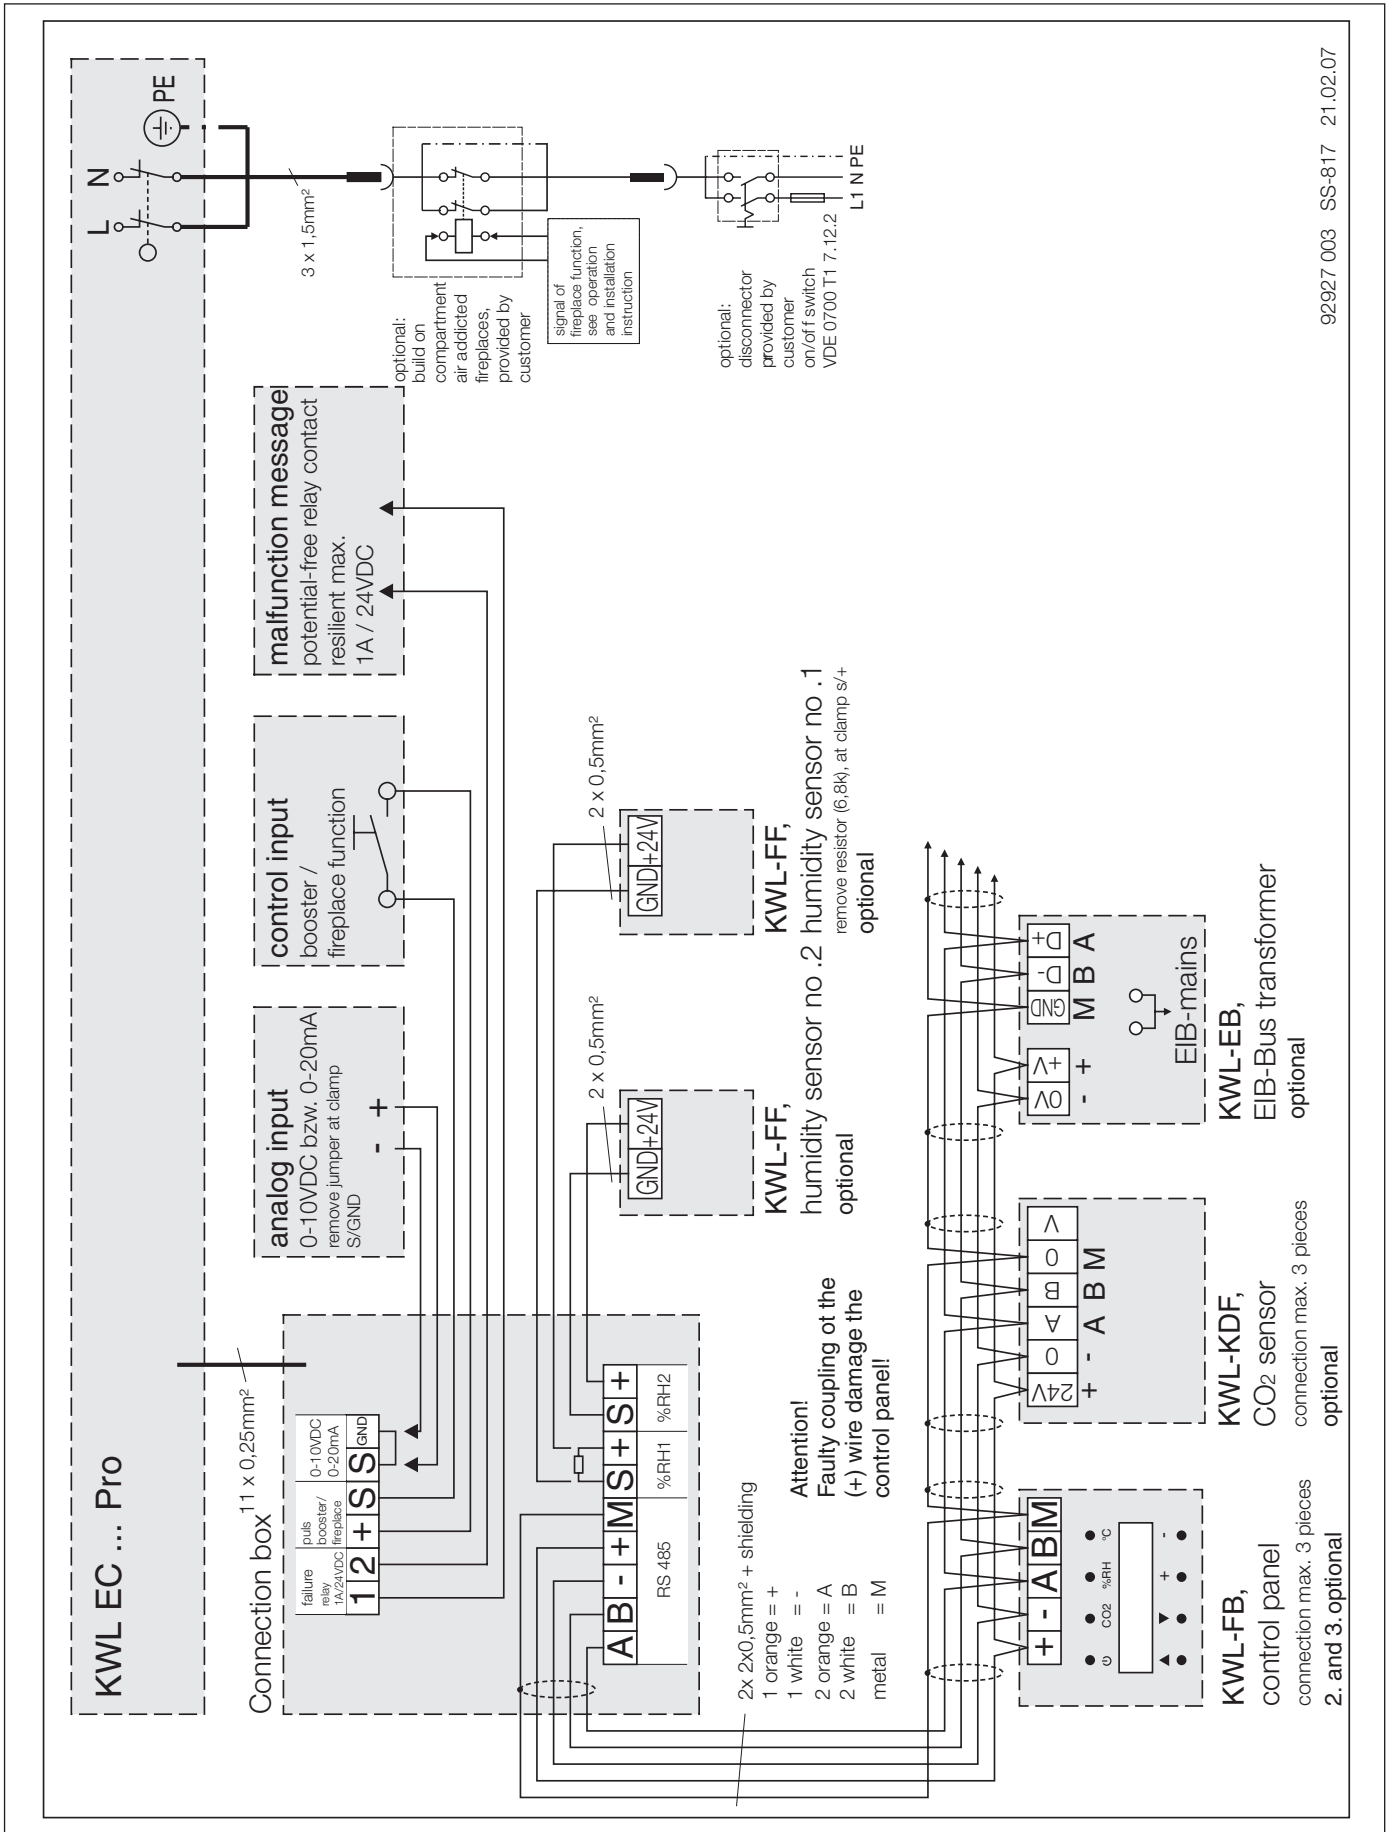 KWL EC ... Pro
L
N
PE
3 x 1,5mm²
11 x 0,25mm²
Connection box
failure
relay
1A/24VDC
puls
booster/
fireplace
0-10VDC
0-20mA
1 2 + S S GND
analog input
0-10VDC bzw. 0-20mA
remove jumper at clamp
S/GND
- +
control input
booster /
fireplace function
malfunction message
potential-free relay contact
resilient max.
1A / 24VDC
optional:
build on
compartment
air addicted
fireplaces,
provided by
customer
signal of
fireplace function,
see operation
and installation
instruction
optional:
disconnector
provided by
customer
on/off switch
VDE 0700 T1 7.12.2
L1 N PE
A B - + M S + S +
RS 485
%RH1
%RH2
2 x 0,5mm²
GND +24V
KWL-FF,
humidity sensor no .2
optional
2 x 0,5mm²
GND +24V
KWL-FF,
humidity sensor no .1
remove resistor (6,8k), at clamp s/+
optional
2x 2x0,5mm² + shielding
1 orange = +
1 white = -
2 orange = A
2 white = B
metal = M
Attention!
Faulty coupling ot the
(+) wire damage the
control panel!
+ - A B M
CO2 %RH °C
+ -
KWL-FB,
control panel
connection max. 3 pieces
2. and 3. optional
24V 0 A B 0 V
+ - A B M
KWL-KDF,
CO2 sensor
connection max. 3 pieces
optional
0V +V GND D- D+
- + M B A
EIB-mains
KWL-EB,
EIB-Bus transformer
optional
92927 003 SS-817 21.02.07